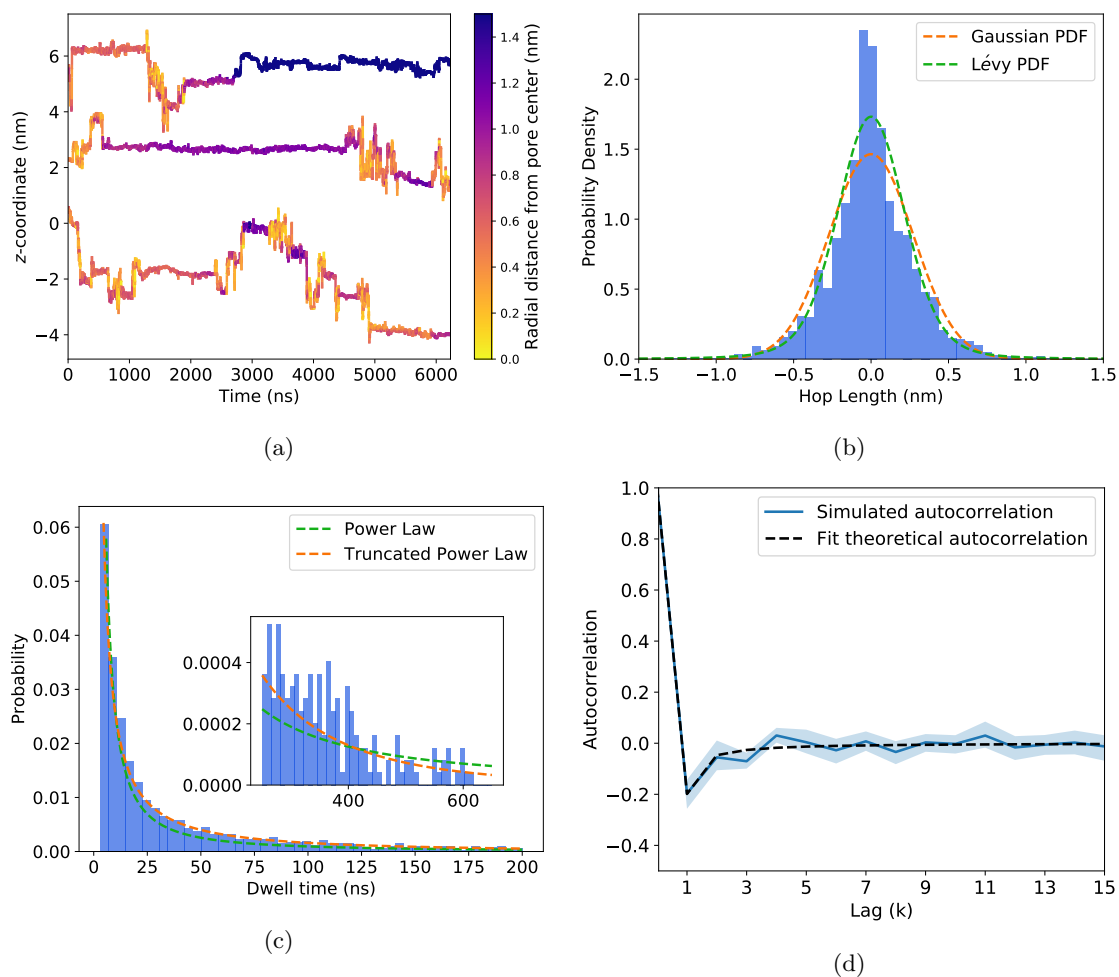 6
4
2
0
−2
−4
z-coordinate (nm)
0 1000 2000 3000 4000 5000 6000
Time (ns)
1.4
1.2
1.0
0.8
0.6
0.4
0.2
0.0
Radial distance from pore center (nm)
(a)
Gaussian PDF
Lévy PDF
2.0
1.5
1.0
0.5
0.0
Probability Density
−1.5 −1.0 −0.5 0.0 0.5 1.0 1.5
Hop Length (nm)
(b)
Power Law
Truncated Power Law
0.06
0.05
0.04
0.03
0.02
0.01
0.00
Probability
0.0004
0.0002
0.0000
400 600
0 25 50 75 100 125 150 175 200
Dwell time (ns)
(c)
Simulated autocorrelation
Fit theoretical autocorrelation
1.0
0.8
0.6
0.4
0.2
0.0
−0.2
−0.4
Autocorrelation
1 3 5 7 9 11 13 15
Lag (k)
(d)